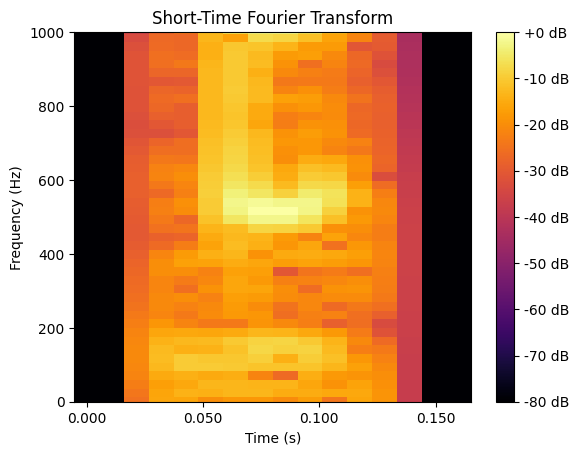 Short-Time Fourier Transform
1000
800
600
400
200
0
Frequency (Hz)
0.000
0.050
0.100
0.150
Time (s)
+0 dB
-10 dB
-20 dB
-30 dB
-40 dB
-50 dB
-60 dB
-70 dB
-80 dB